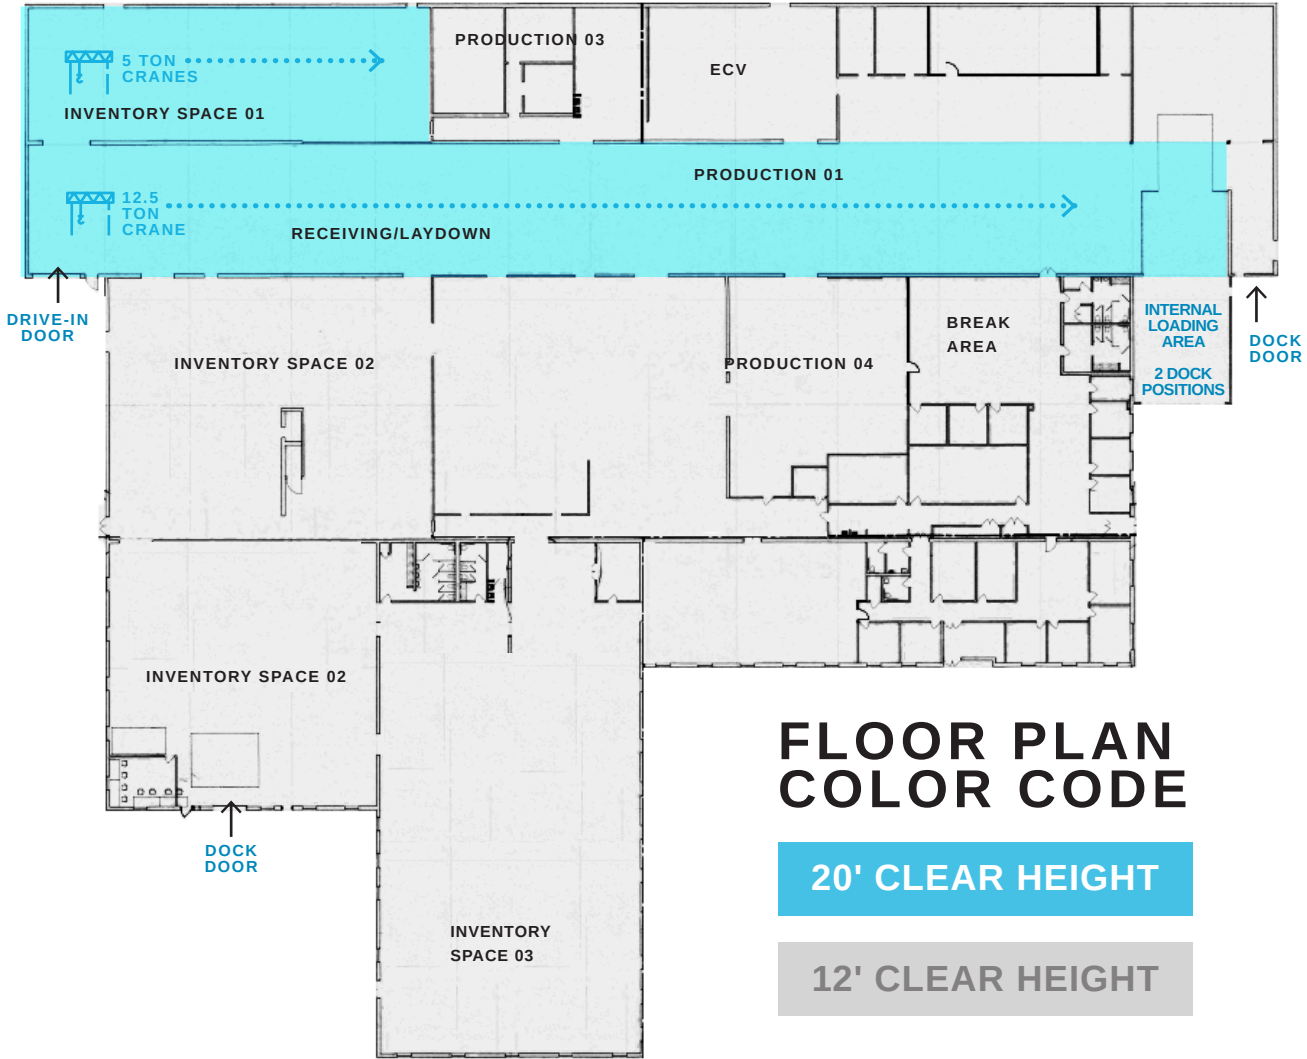 PRODUCTION 03
5 TON
CRANES
ECV
INVENTORY SPACE 01
PRODUCTION 01
12.5
TON
CRANE
RECEIVING/LAYDOWN
DRIVE-IN
DOOR
INTERNAL
LOADING
AREA
2 DOCK
POSITIONS
DOCK
DOOR
BREAK
AREA
INVENTORY SPACE 02
PRODUCTION 04
INVENTORY SPACE 02
DOCK
DOOR
INVENTORY
SPACE 03
FLOOR PLAN
COLOR CODE
20' CLEAR HEIGHT
12' CLEAR HEIGHT